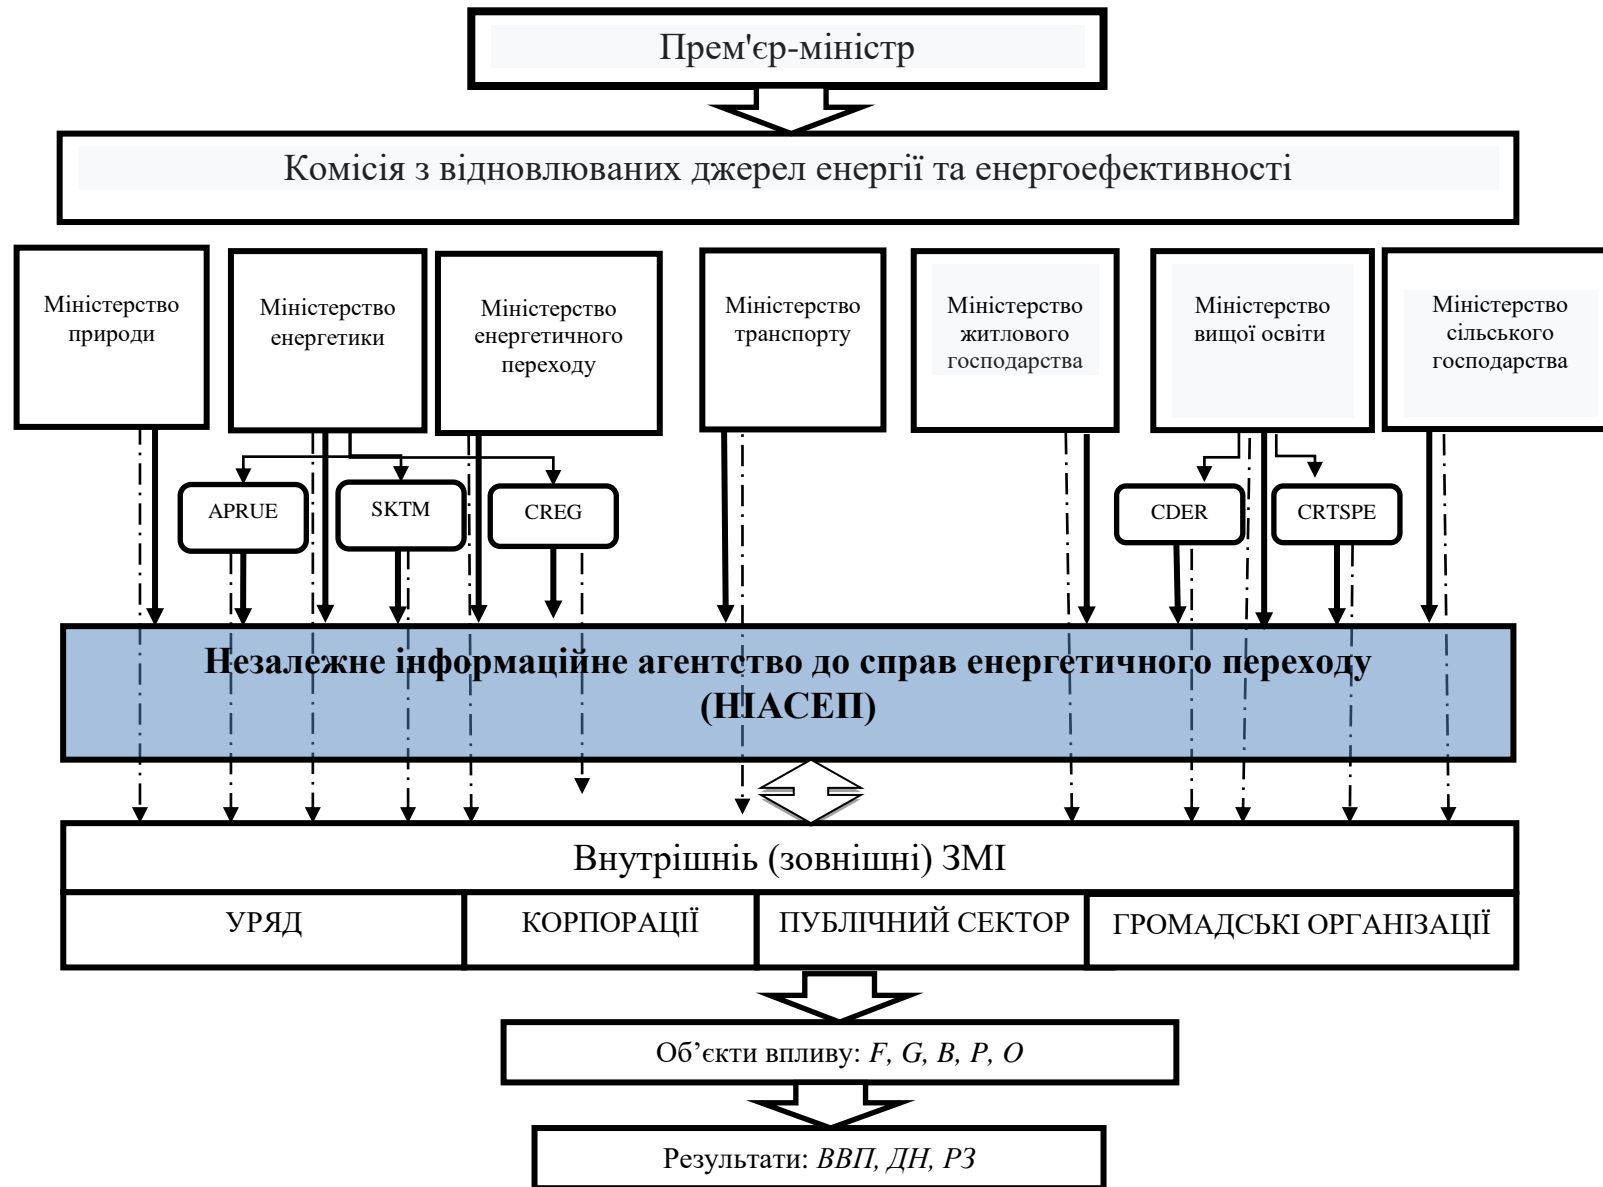 Прем'єр-міністр
Комісія з відновлюваних джерел енергії та енергоефективності
Міністерство
природи
Міністерство
енергетики
Міністерство
енергетичного
переходу
Міністерство
транспорту
Міністерство
житлового
господарства
Міністерство
вищої освіти
Міністерство
сільського
господарства
APRUE
SKTM
CREG
CDER
CRTSPE
Незалежне інформаційне агентство до справ енергетичного переходу
(НІАСЕП)
Внутрішніь (зовнішні) ЗМІ
УРЯД
КОРПОРАЦІЇ
ПУБЛІЧНИЙ СЕКТОР
ГРОМАДСЬКІ ОРГАНІЗАЦІЇ
Об’єкти впливу: F, G, B, P, O
Результати: ВВП, ДН, РЗ